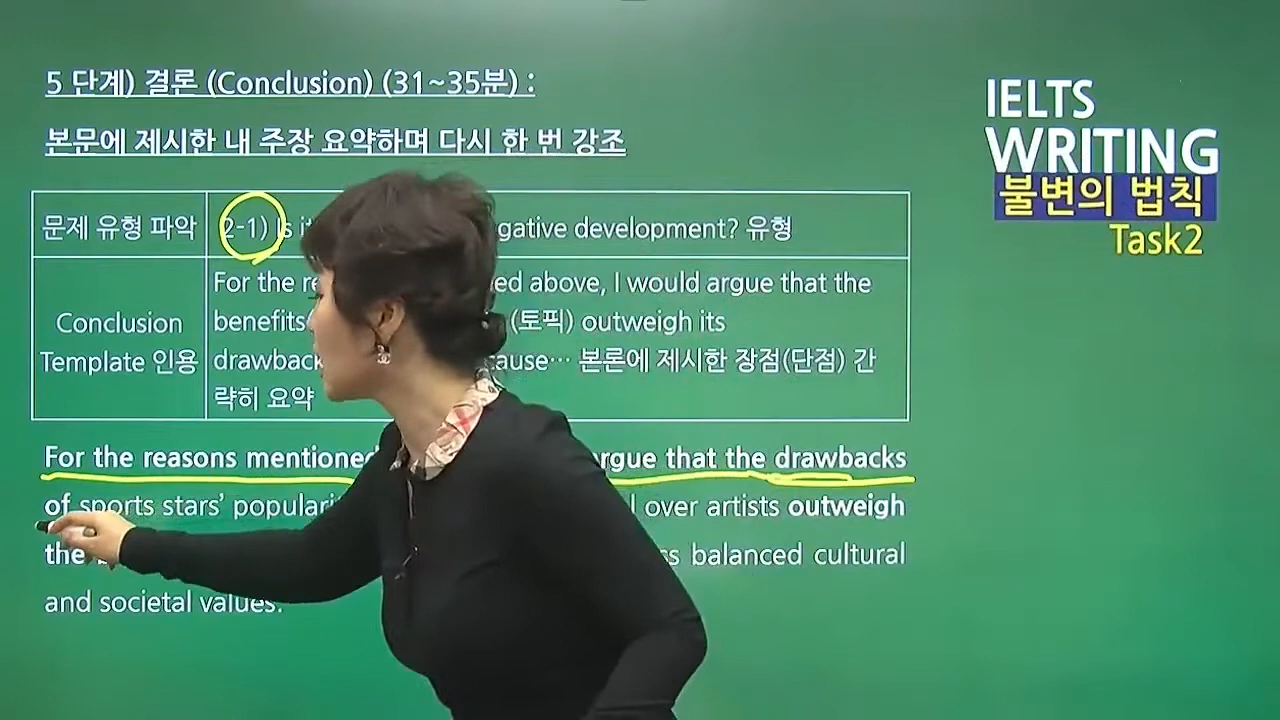 5 단계) 결론 (Conclusion) (31~35분) :
본문에 제시한 내 주장 요약하며 다시 한 번 강조
문제 유형 파악
2-1) Is gative development? 유형
Conclusion
Template 인용
For the ed above, I would argue that the
benefits (토픽) outweigh its
drawback cause… 본론에 제시한 장점(단점) 간
략히 요약
For the reasons mentioned rgue that the drawbacks
of sports stars' over artists outweigh
the balanced cultural
and societal values.
IELTS
WRITING
불변의 법칙
Task2